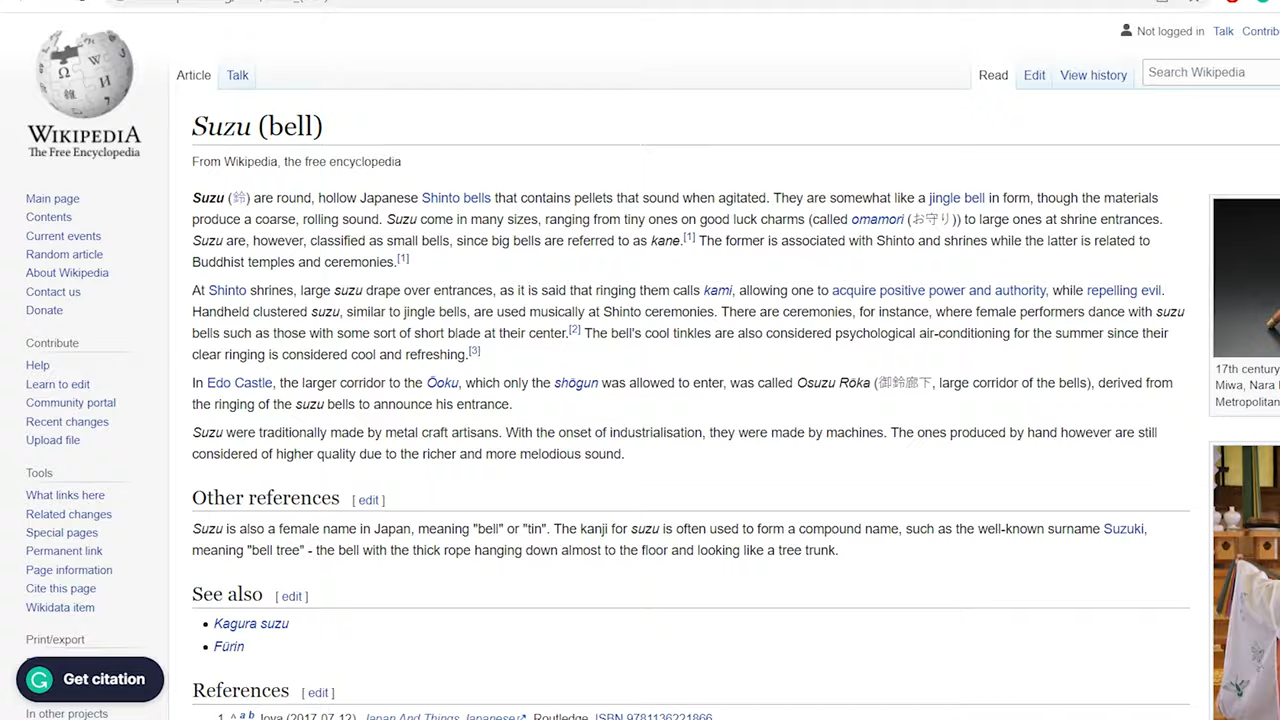 Not logged in Talk Contrib
WIKIPEDIA
The Free Encyclopedia
Article Talk Read Edit View history Search Wikipedia
Suzu (bell)
From Wikipedia, the free encyclopedia
Suzu (鈴) are round, hollow Japanese Shinto bells that contains pellets that sound when agitated. They are somewhat like a jingle bell in form, though the materials
produce a coarse, rolling sound. Suzu come in many sizes, ranging from tiny ones on good luck charms (called omamori (お守り)) to large ones at shrine entrances.
Suzu are, however, classified as small bells, since big bells are referred to as kane.[1] The former is associated with Shinto and shrines while the latter is related to
Buddhist temples and ceremonies.[1]
At Shinto shrines, large suzu drape over entrances, as it is said that ringing them calls kami, allowing one to acquire positive power and authority, while repelling evil.
Handheld clustered suzu, similar to jingle bells, are used musically at Shinto ceremonies. There are ceremonies, for instance, where female performers dance with suzu
bells such as those with some sort of short blade at their center.[2] The bell's cool tinkles are also considered psychological air-conditioning for the summer since their
clear ringing is considered cool and refreshing.[3]
In Edo Castle, the larger corridor to the Ōoku, which only the shōgun was allowed to enter, was called Osuzu Rōka (御鈴廊下, large corridor of the bells), derived from
the ringing of the suzu bells to announce his entrance.
Suzu were traditionally made by metal craft artisans. With the onset of industrialisation, they were made by machines. The ones produced by hand however are still
considered of higher quality due to the richer and more melodious sound.
Other references [ edit ]
Suzu is also a female name in Japan, meaning "bell" or "tin". The kanji for suzu is often used to form a compound name, such as the well-known surname Suzuki,
meaning "bell tree" - the bell with the thick rope hanging down almost to the floor and looking like a tree trunk.
See also [ edit ]
Kagura suzu
Fūrin
References [ edit ]
1. ^ a b Joya (2017-07-12). Japan And Things Japanese. Routledge. ISBN 9781136221866
17th century
Miwa, Nara
Metropolitan
Main page
Contents
Current events
Random article
About Wikipedia
Contact us
Donate
Contribute
Help
Learn to edit
Community portal
Recent changes
Upload file
Tools
What links here
Related changes
Special pages
Permanent link
Page information
Cite this page
Wikidata item
Print/export
Get citation
In other projects